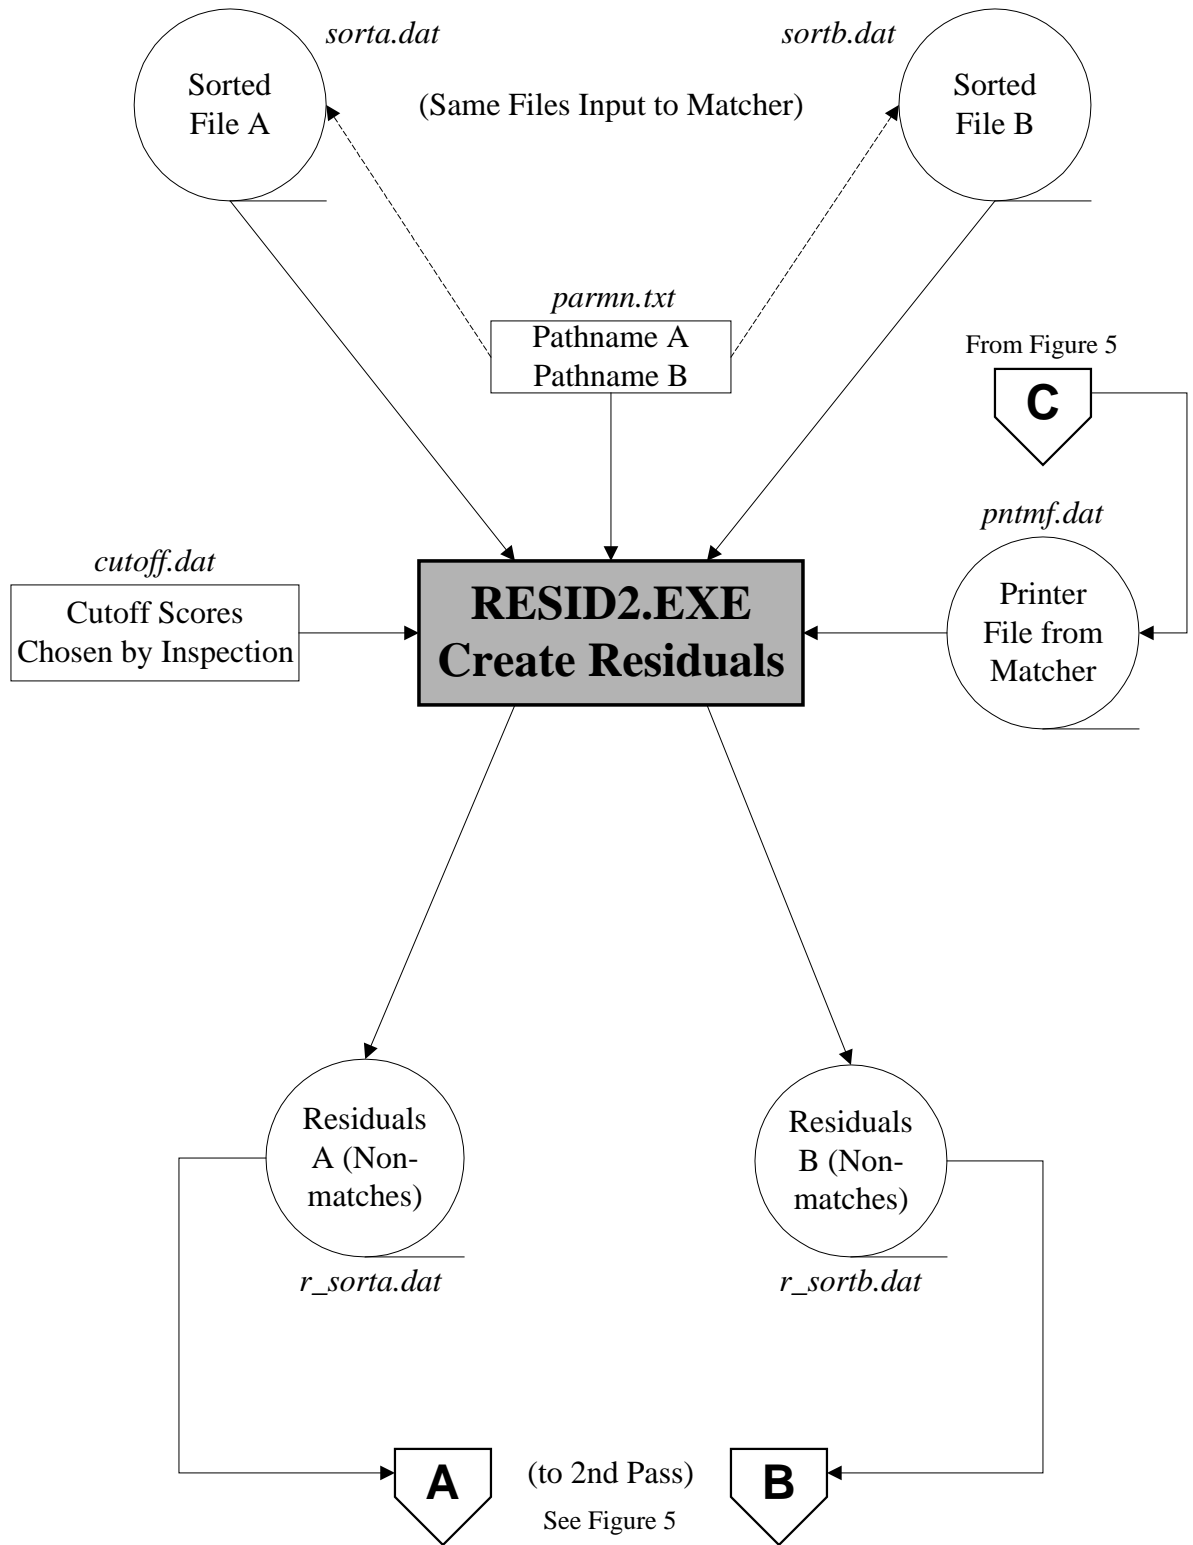 sorta.dat
sortb.dat
Sorted
File A
(Same Files Input to Matcher)
Sorted
File B
parmn.txt
Pathname A
Pathname B
From Figure 5
C
pntmf.dat
cutoff.dat
Cutoff Scores
Chosen by Inspection
RESID2.EXE
Create Residuals
Printer
File from
Matcher
Residuals
A (Non-
matches)
r_sorta.dat
Residuals
B (Non-
matches)
r_sortb.dat
A
(to 2nd Pass)
See Figure 5
B